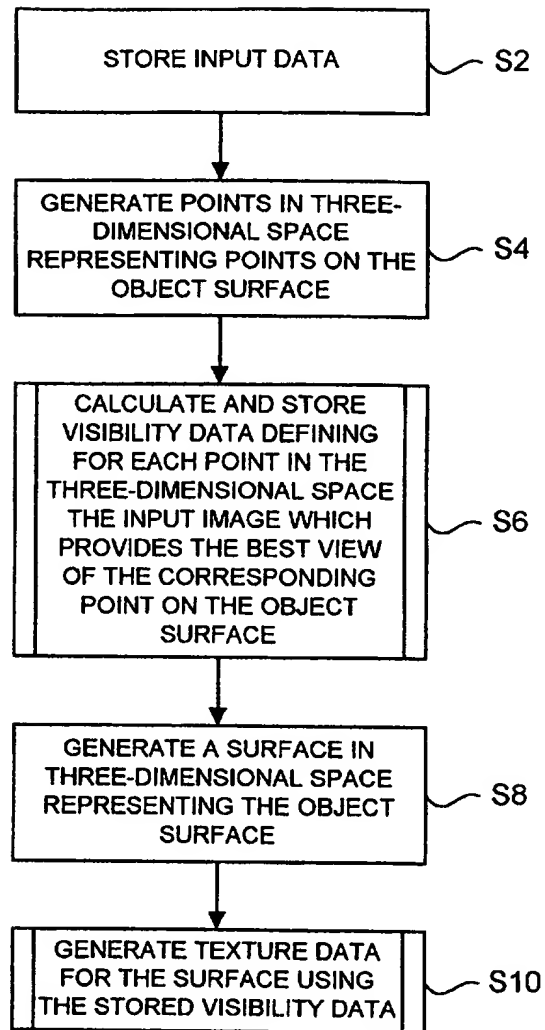 STORE INPUT DATA
S2
GENERATE POINTS IN THREE-
DIMENSIONAL SPACE
REPRESENTING POINTS ON THE
OBJECT SURFACE
S4
CALCULATE AND STORE
VISIBILITY DATA DEFINING
FOR EACH POINT IN THE
THREE-DIMENSIONAL SPACE
THE INPUT IMAGE WHICH
PROVIDES THE BEST VIEW
OF THE CORRESPONDING
POINT ON THE OBJECT
SURFACE
S6
GENERATE A SURFACE IN
THREE-DIMENSIONAL SPACE
REPRESENTING THE OBJECT
SURFACE
S8
GENERATE TEXTURE DATA
FOR THE SURFACE USING
THE STORED VISIBILITY DATA
S10